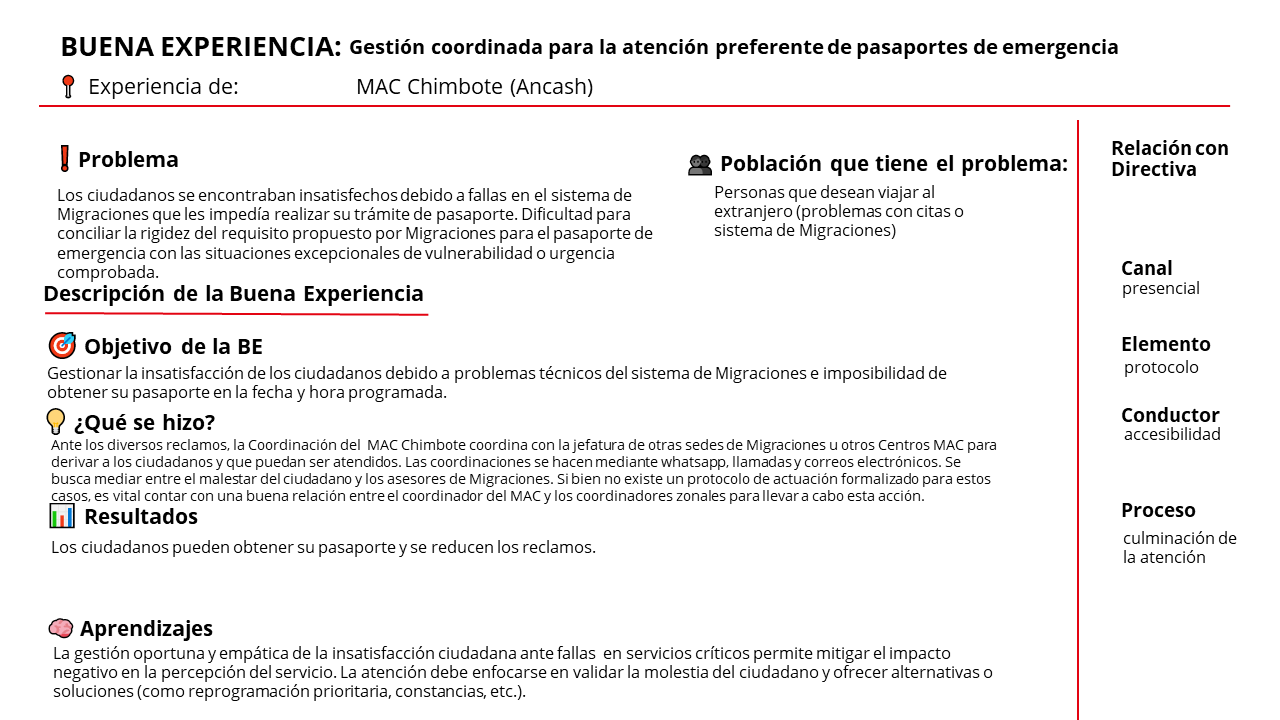 BUENA EXPERIENCIA: Gestión coordinada para la atención preferente de pasaportes de emergencia
Experiencia de: MAC Chimbote (Ancash)
Problema
Los ciudadanos se encontraban insatisfechos debido a fallas en el sistema de
Migraciones que les impedía realizar su trámite de pasaporte. Dificultad para
conciliar la rigidez del requisito propuesto por Migraciones para el pasaporte de
emergencia con las situaciones excepcionales de vulnerabilidad o urgencia
comprobada.
Población que tiene el problema:
Personas que desean viajar al
extranjero (problemas con citas o
sistema de Migraciones)
Descripción de la Buena Experiencia
Objetivo de la BE
Gestionar la insatisfacción de los ciudadanos debido a problemas técnicos del sistema de Migraciones e imposibilidad de
obtener su pasaporte en la fecha y hora programada.
¿Qué se hizo?
Ante los diversos reclamos, la Coordinación del MAC Chimbote coordina con la jefatura de otras sedes de Migraciones u otros Centros MAC para
derivar a los ciudadanos y que puedan ser atendidos. Las coordinaciones se hacen mediante whatsapp, llamadas y correos electrónicos. Se
busca mediar entre el malestar del ciudadano y los asesores de Migraciones. Si bien no existe un protocolo de actuación formalizado para estos
casos, es vital contar con una buena relación entre el coordinador del MAC y los coordinadores zonales para llevar a cabo esta acción.
Resultados
Los ciudadanos pueden obtener su pasaporte y se reducen los reclamos.
Aprendizajes
La gestión oportuna y empática de la insatisfacción ciudadana ante fallas en servicios críticos permite mitigar el impacto
negativo en la percepción del servicio. La atención debe enfocarse en validar la molestia del ciudadano y ofrecer alternativas o
soluciones (como reprogramación prioritaria, constancias, etc.).
Relación con
Directiva
Canal
presencial
Elemento
protocolo
Conductor
accesibilidad
Proceso
culminación de
la atención